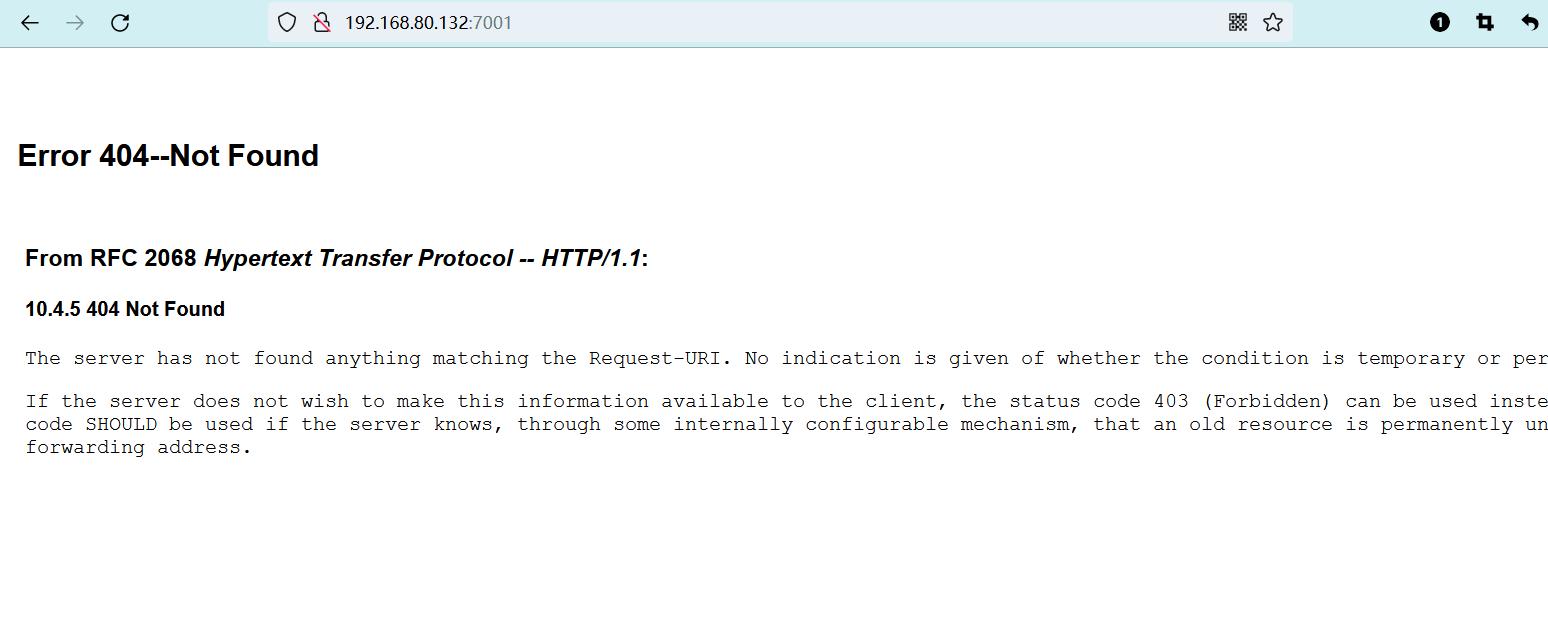 192.168.80.132:7001
1
Error 404--Not Found
From RFC 2068 Hypertext Transfer Protocol -- HTTP/1.1:
10.4.5 404 Not Found
The server has not found anything matching the Request-URI. No indication is given of whether the condition is temporary or per
If the server does not wish to make this information available to the client, the status code 403 (Forbidden) can be used inste
code SHOULD be used if the server knows, through some internally configurable mechanism, that an old resource is permanently un
forwarding address.